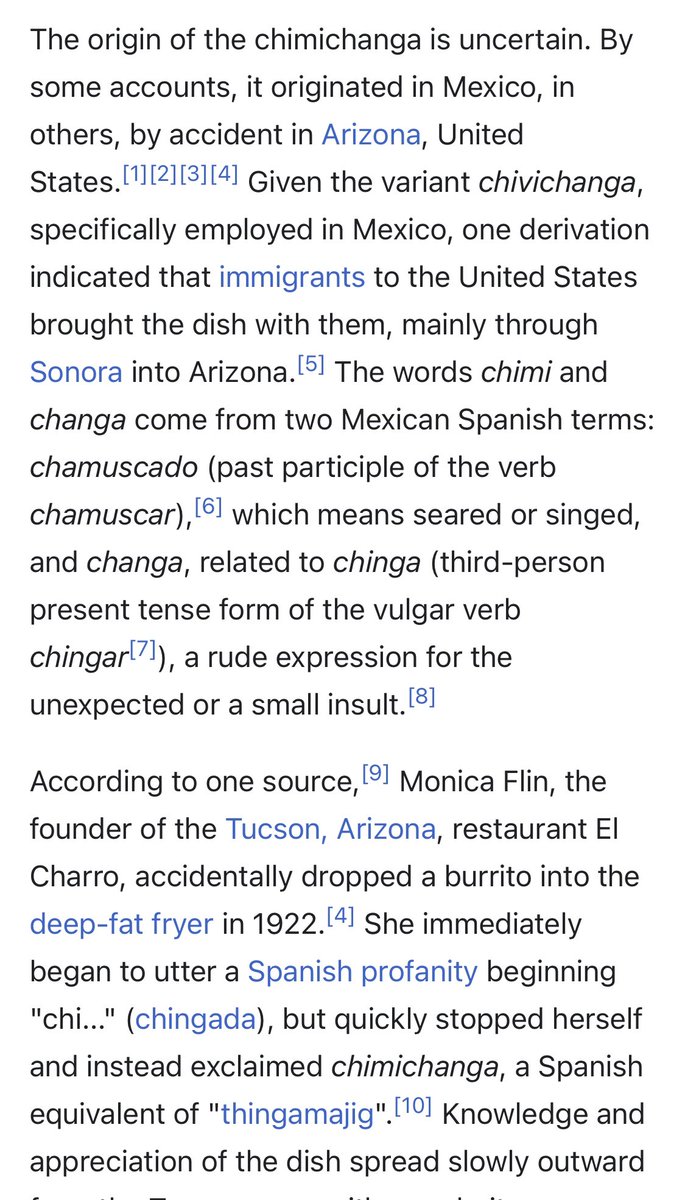 The origin of the chimichanga is uncertain. By
some accounts, it originated in Mexico, in
others, by accident in Arizona, United
States.[1][2][3][4] Given the variant chivichanga,
specifically employed in Mexico, one derivation
indicated that immigrants to the United States
brought the dish with them, mainly through
Sonora into Arizona.[5] The words chimi and
changa come from two Mexican Spanish terms:
chamuscado (past participle of the verb
chamuscar),[6] which means seared or singed,
and changa, related to chinga (third-person
present tense form of the vulgar verb
chingar[7]), a rude expression for the
unexpected or a small insult.[8]
According to one source,[9] Monica Flin, the
founder of the Tucson, Arizona, restaurant El
Charro, accidentally dropped a burrito into the
deep-fat fryer in 1922.[4] She immediately
began to utter a Spanish profanity beginning
"chi..." (chingada), but quickly stopped herself
and instead exclaimed chimichanga, a Spanish
equivalent of "thingamajig".[10] Knowledge and
appreciation of the dish spread slowly outward